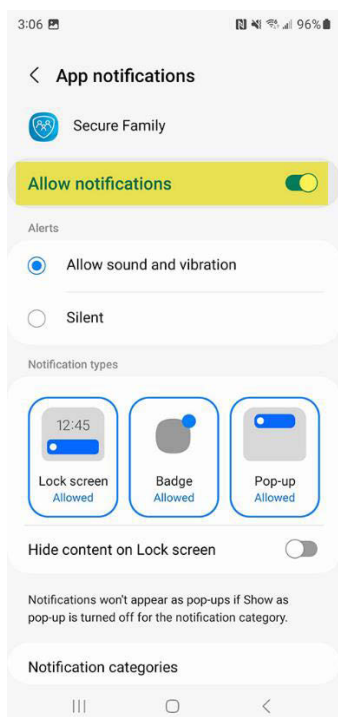 3:06 96%
App notifications
Secure Family
Allow notifications
Alerts
Allow sound and vibration
Silent
Notification types
12:45
Lock screen Badge Pop-up
Allowed Allowed Allowed
Hide content on Lock screen
Notifications won't appear as pop-ups if Show as
pop-up is turned off for the notification category.
Notification categories